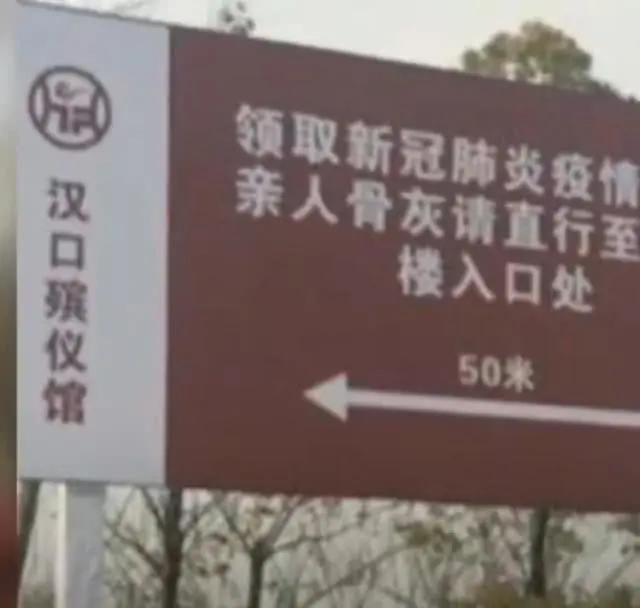 汉口殡仪馆
领取新冠肺炎疫情
亲人骨灰请直行至
楼入口处
50米